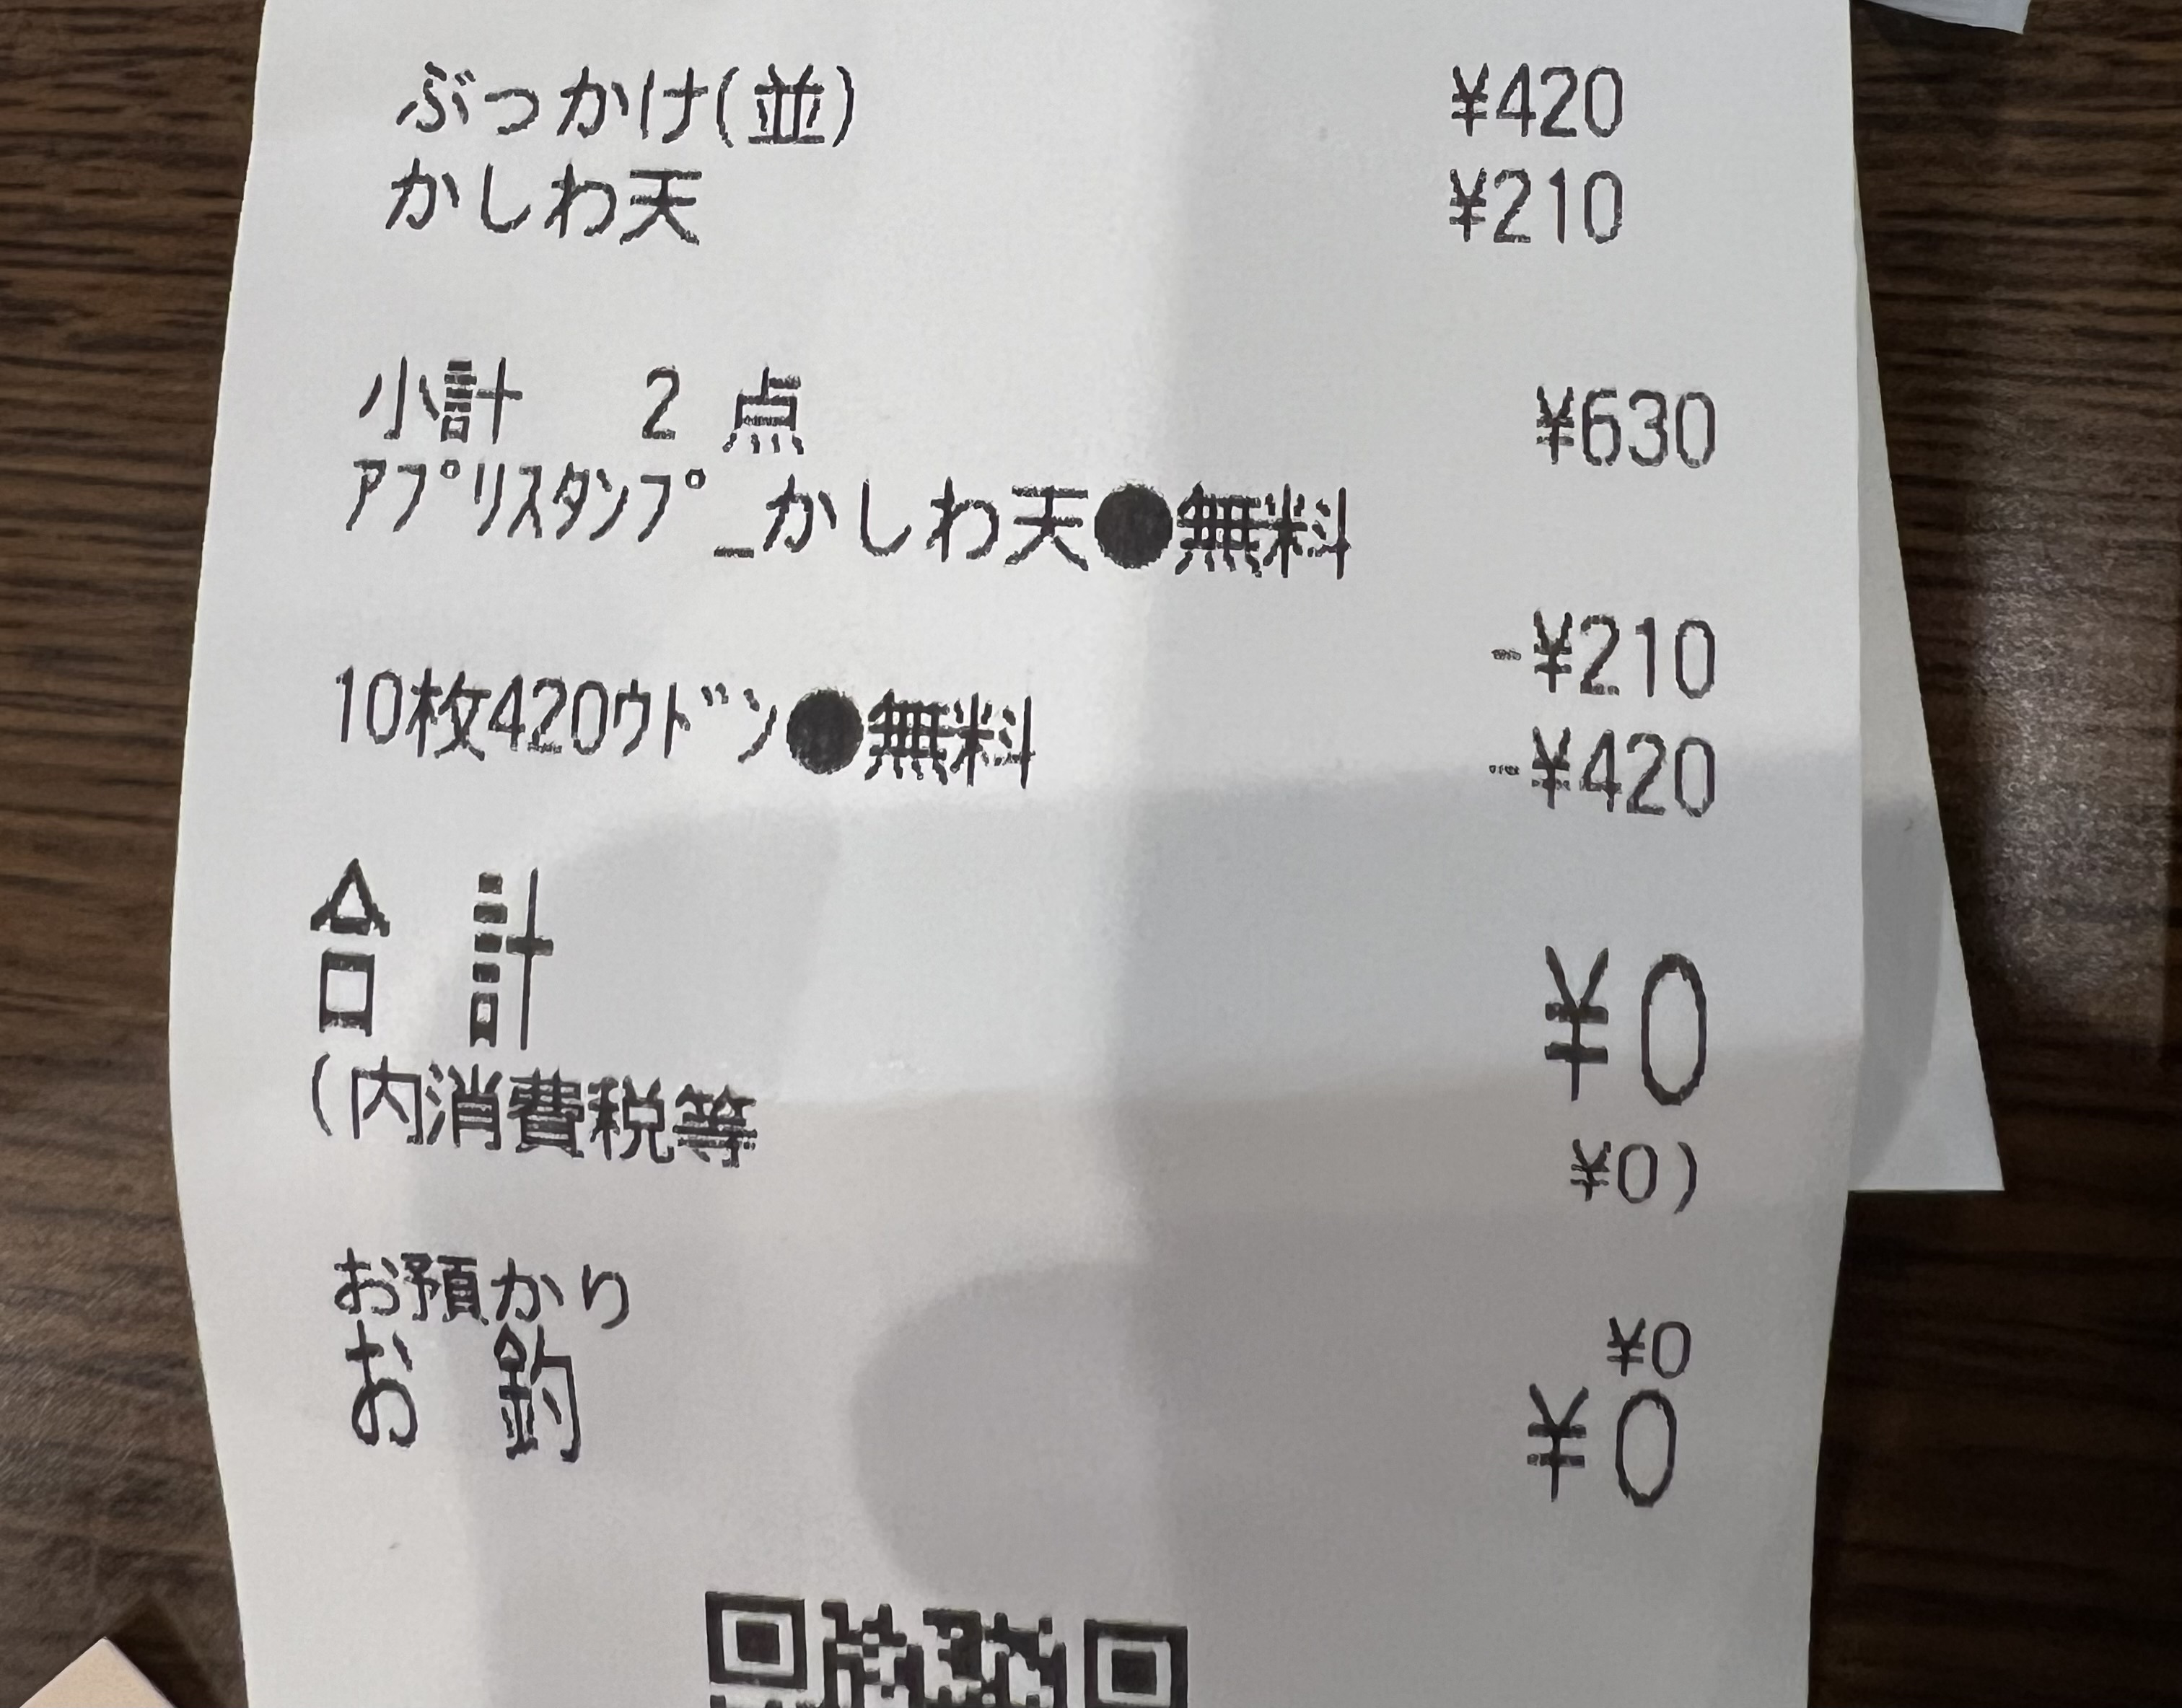 ぶっかけ(並) ¥420
かしわ天 ¥210
小計 2 点 ¥630
ｱﾌﾟﾘｽﾀﾝﾌﾟ_かしわ天●無料
-¥210
10枚420ｳﾄﾞﾝ●無料
-¥420
合 計 ¥0
(内消費税等 ¥0)
お預かり ¥0
お 釣 ¥0